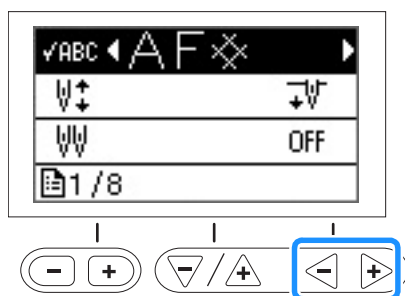 ✓ABC A F
OFF
1/8
- + - / + - +